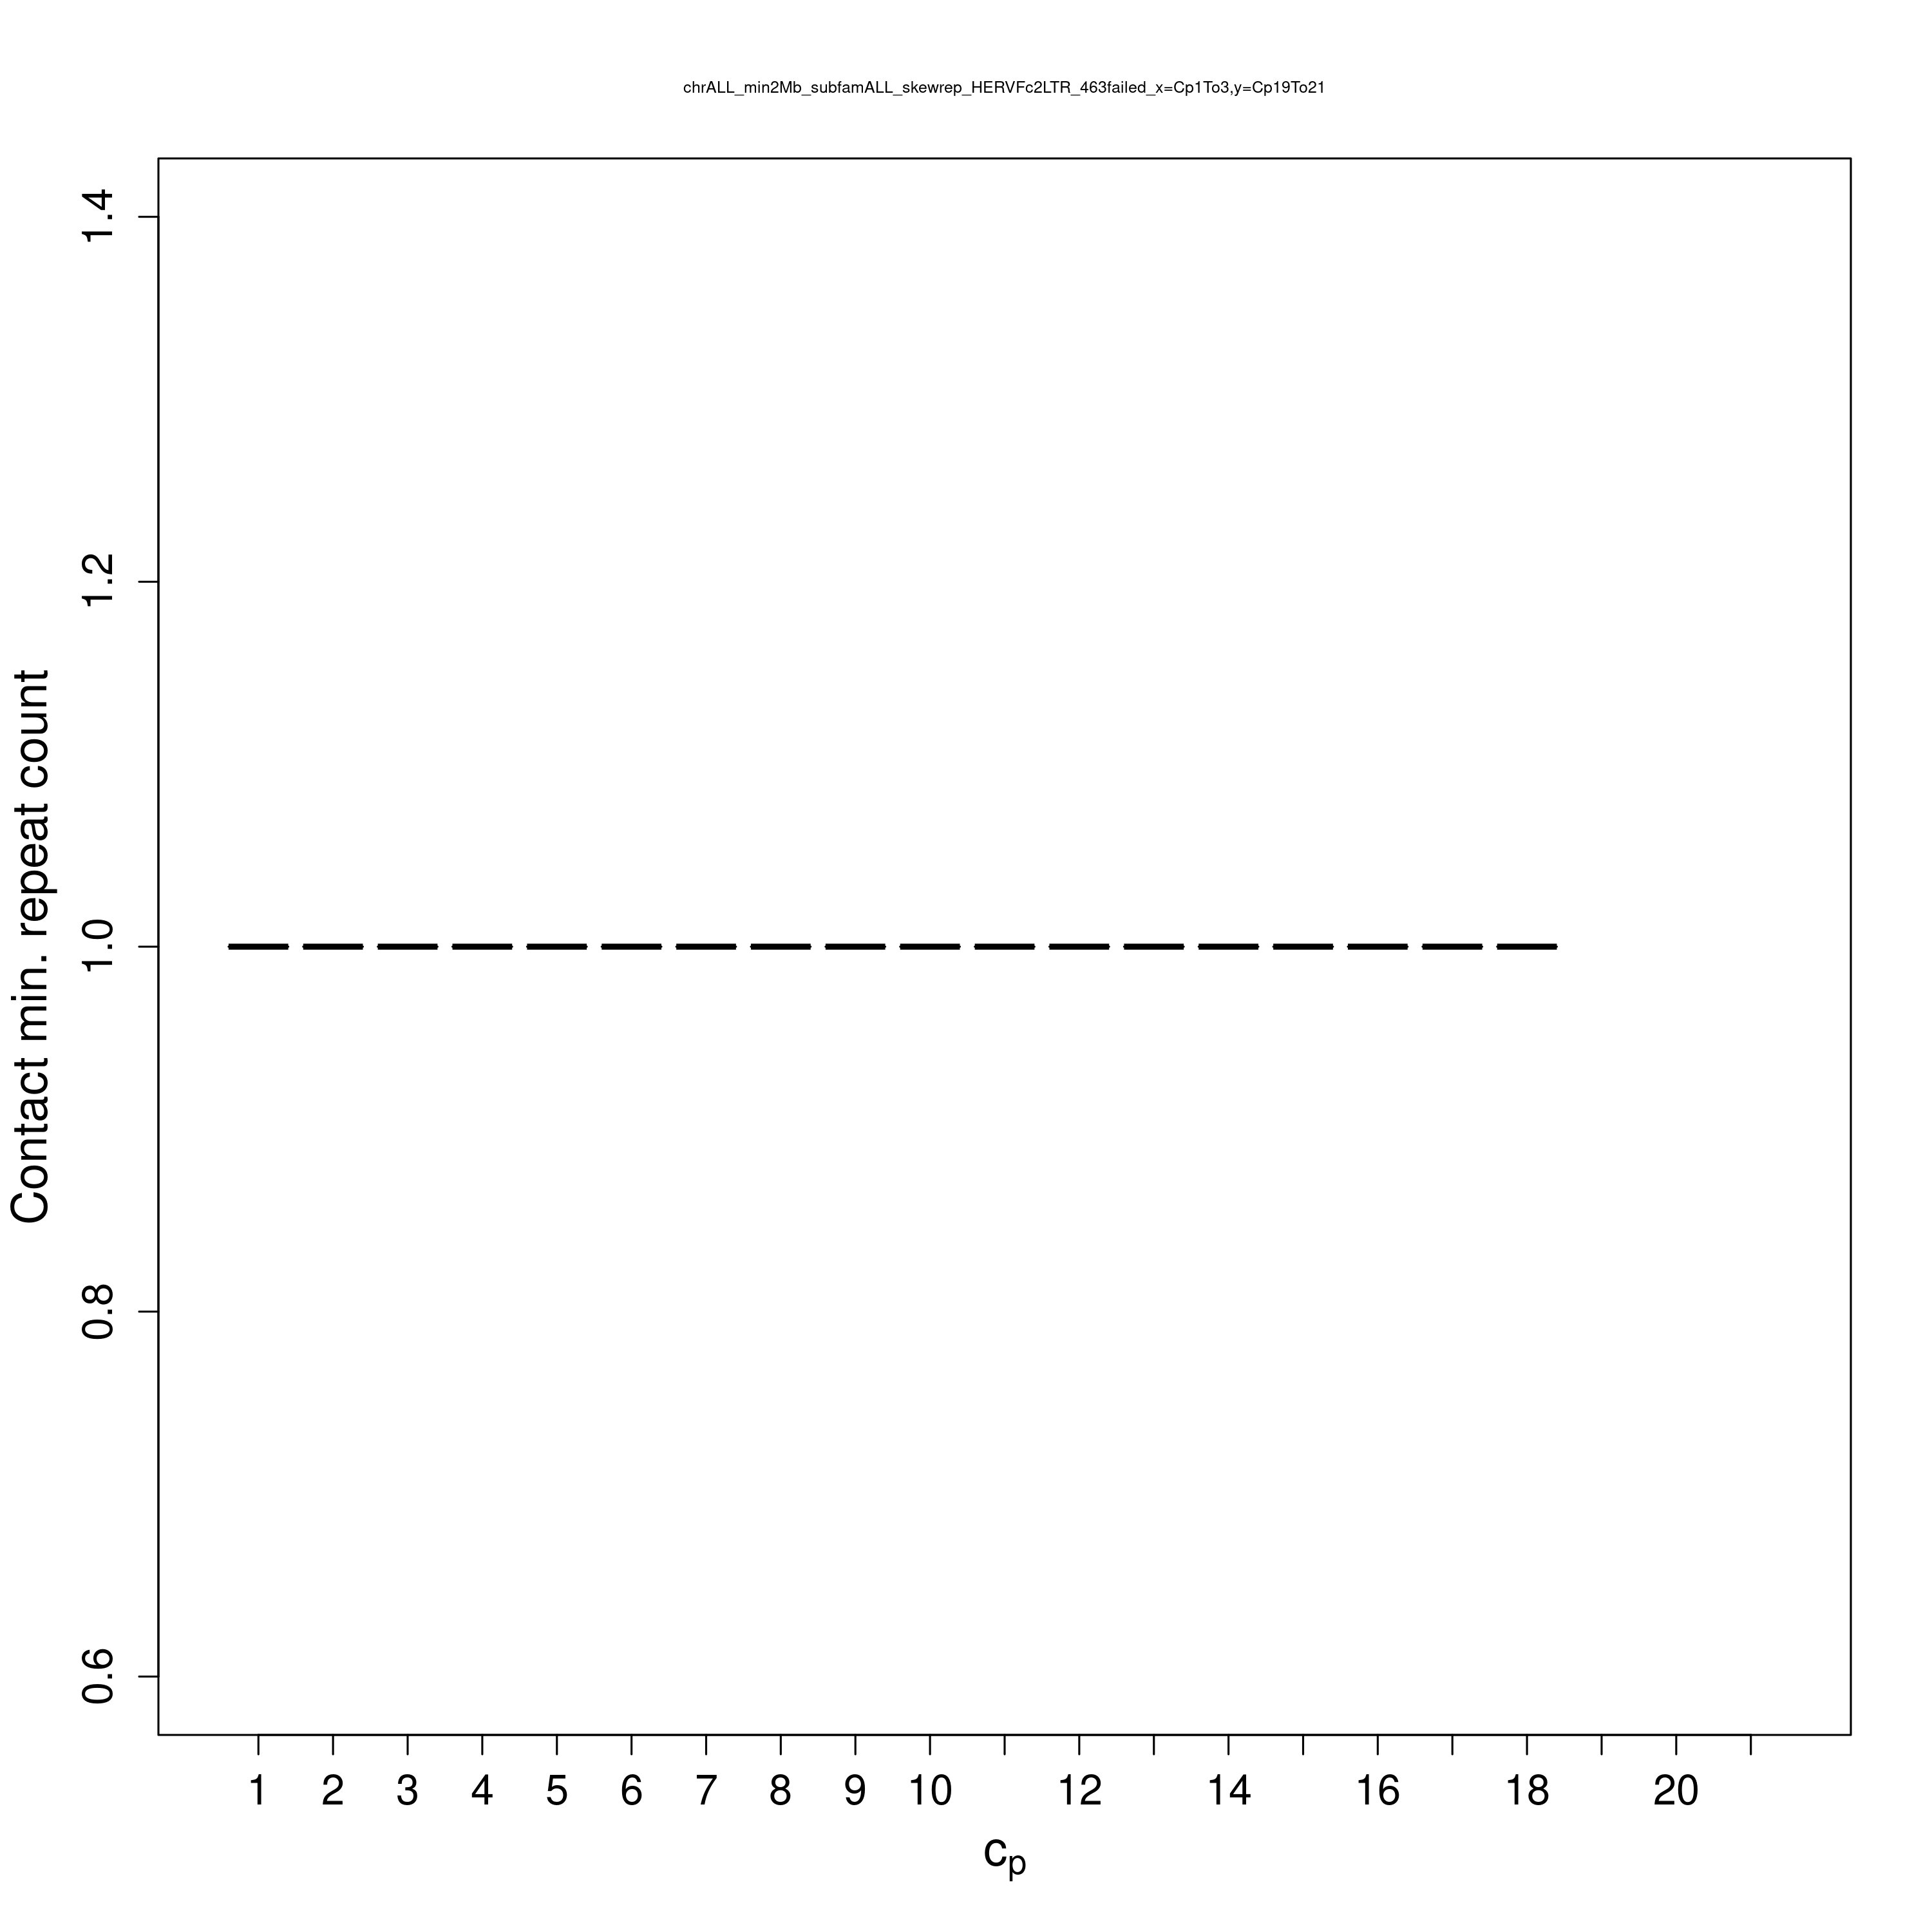 chrALL_min2Mb_subfamALL_skewrep_HERVFc2LTR_463failed_x=Cp1To3,y=Cp19To21
Contact min. repeat count
1.4
1.2
1.0
0.8
0.6
1 2 3 4 5 6 7 8 9 10 12 14 16 18 20
cp